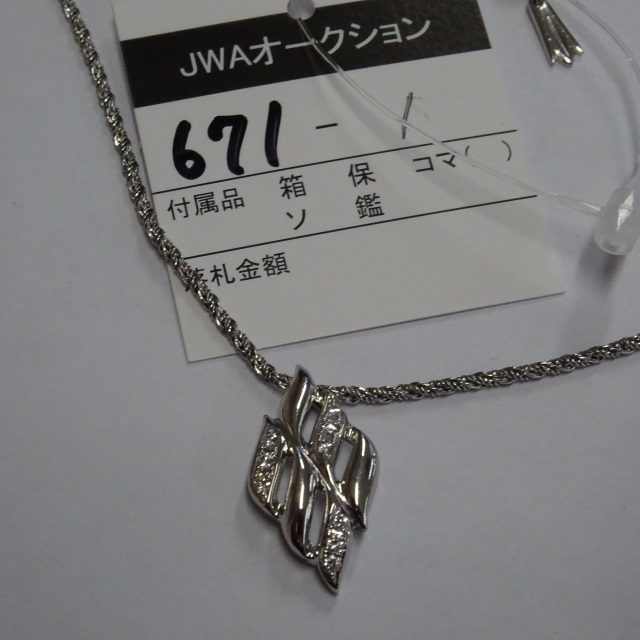 JWAオークション
671 - 1
付属品 箱 保 コマ( )
ソ 鑑
札金額